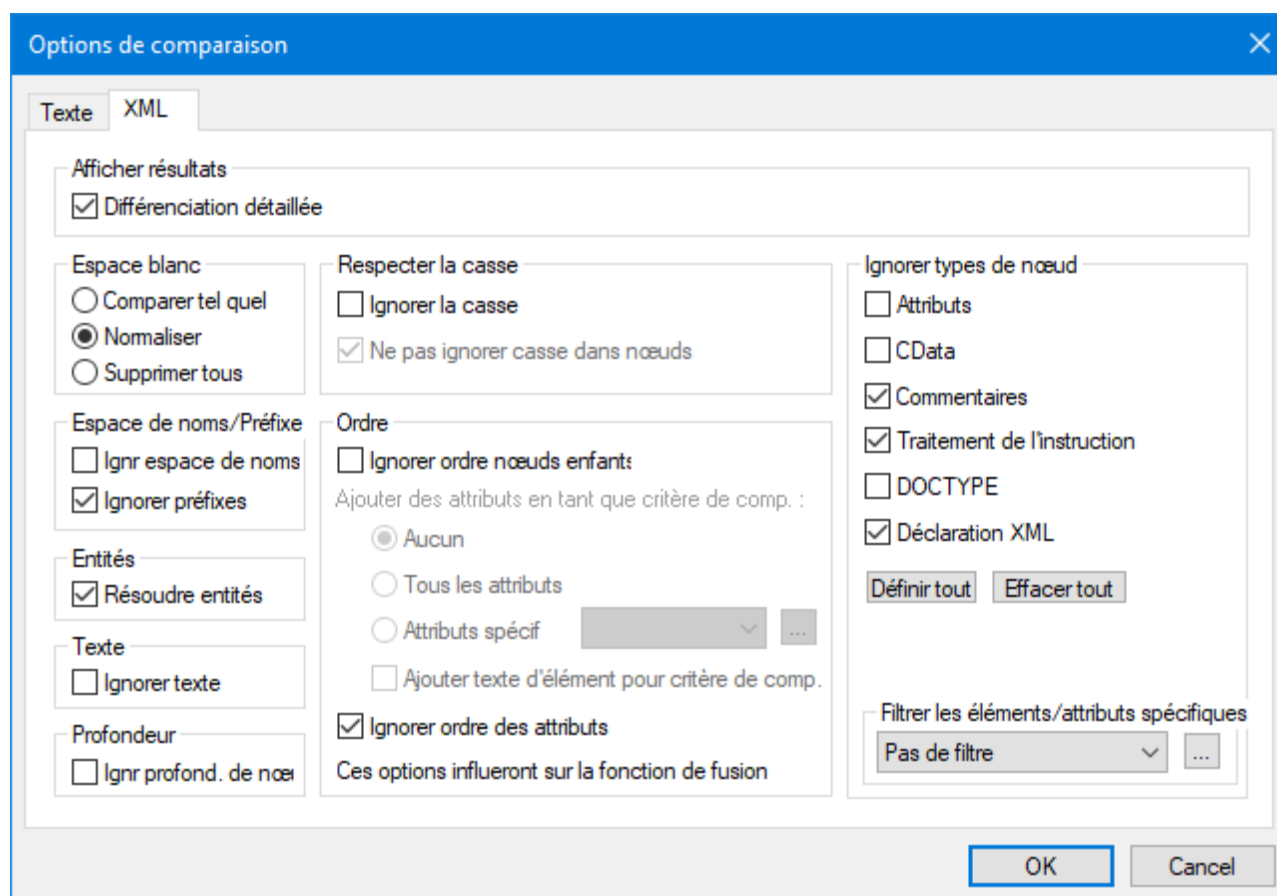 Options de comparaison
Texte
XML
Afficher résultats
Différenciation détaillée
Espace blanc
Comparer tel quel
Normaliser
Supprimer tous
Espace de noms/Préfixe
Ignr espace de noms
Ignorer préfixes
Entités
Résoudre entités
Texte
Ignorer texte
Profondeur
Ignr profond. de nœu
Respecter la casse
Ignorer la casse
Ne pas ignorer casse dans nœuds
Ordre
Ignorer ordre nœuds enfants
Ajouter des attributs en tant que critère de comp. :
Aucun
Tous les attributs
Attributs spécif
...
Ajouter texte d'élément pour critère de comp.
Ignorer ordre des attributs
Ces options influeront sur la fonction de fusion
Ignorer types de nœud
Attributs
CData
Commentaires
Traitement de l'instruction
DOCTYPE
Déclaration XML
Définir tout
Effacer tout
Filtrer les éléments/attributs spécifiques
Pas de filtre
...
OK
Cancel